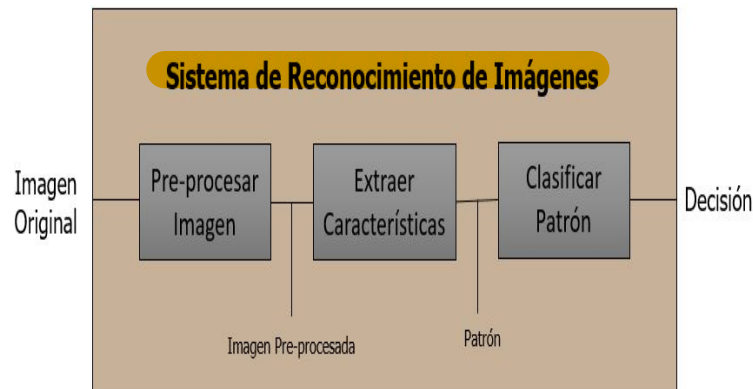 Sistema de Reconocimiento de Imágenes
Imagen
Original
Pre-procesar
Imagen
Extraer
Características
Clasificar
Patrón
Decisión
Imagen Pre-procesada
Patrón